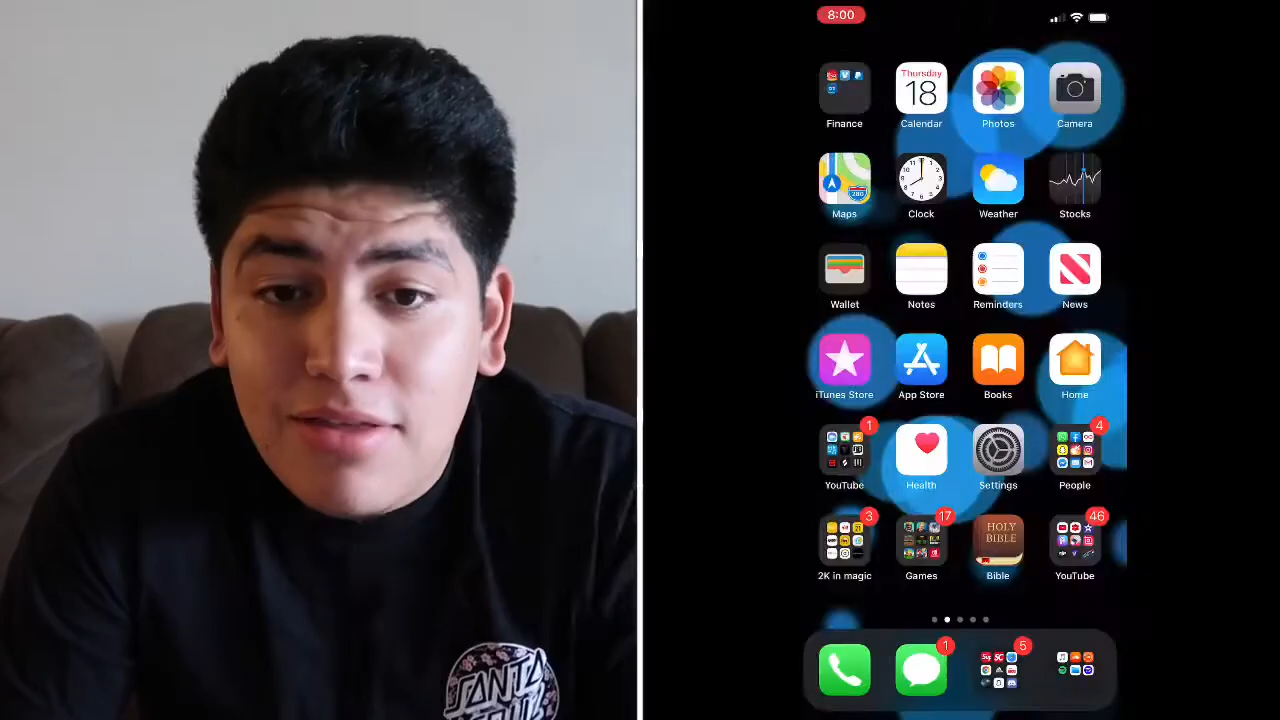 8:00
Finance
Thursday
18
Calendar
Photos
Camera
280
Maps
Clock
Weather
Stocks
Wallet
Notes
Reminders
News
iTunes Store
App Store
Books
Home
1
YouTube
Health
Settings
4
People
3
2K in magic
17
Games
HOLY
BIBLE
Bible
46
YouTube
1
5
SANTA